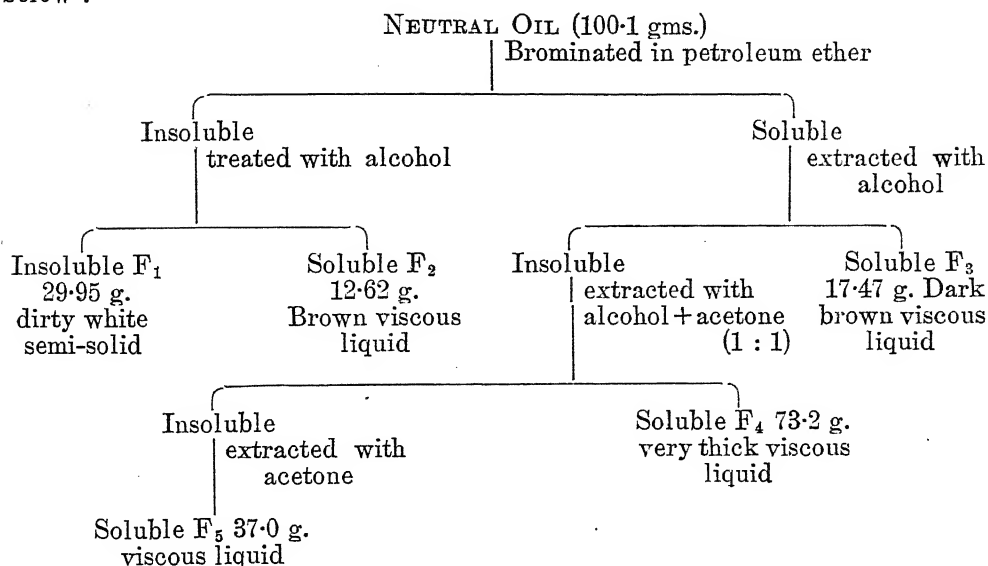 NEUTRAL OIL (100·1 gms.)
Brominated in petroleum ether
Insoluble
treated with alcohol
Soluble
extracted with
alcohol
Insoluble F₁
29·95 g.
dirty white
semi-solid
Soluble F₂
12·62 g.
Brown viscous
liquid
Insoluble
extracted with
alcohol+acetone
(1 : 1)
Soluble F₃
17·47 g. Dark
brown viscous
liquid
Insoluble
extracted with
acetone
Soluble F₄ 73·2 g.
very thick viscous
liquid
Soluble F₅ 37·0 g.
viscous liquid